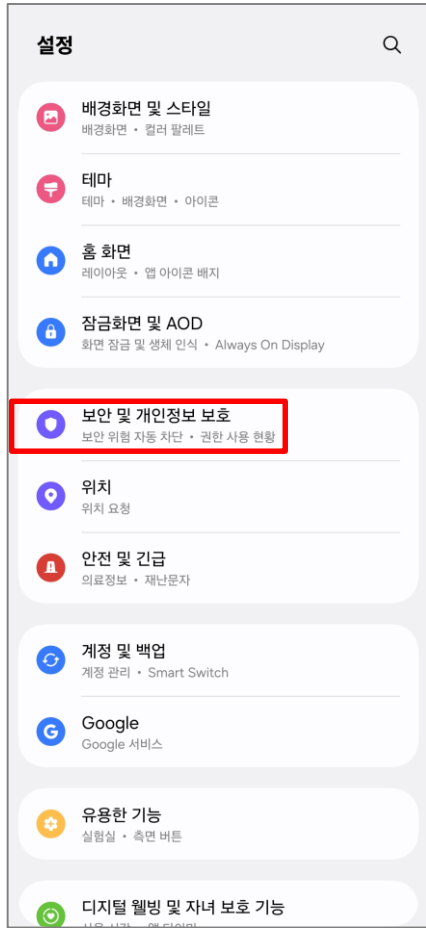 설정
배경화면 및 스타일
배경화면 • 컬러 팔레트
테마
테마 • 배경화면 • 아이콘
홈 화면
레이아웃 • 앱 아이콘 배지
잠금화면 및 AOD
화면 잠금 및 생체 인식 • Always On Display
보안 및 개인정보 보호
보안 위험 자동 차단 • 권한 사용 현황
위치
위치 요청
안전 및 긴급
의료정보 • 재난문자
계정 및 백업
계정 관리 • Smart Switch
Google
Google 서비스
유용한 기능
실험실 • 측면 버튼
디지털 웰빙 및 자녀 보호 기능